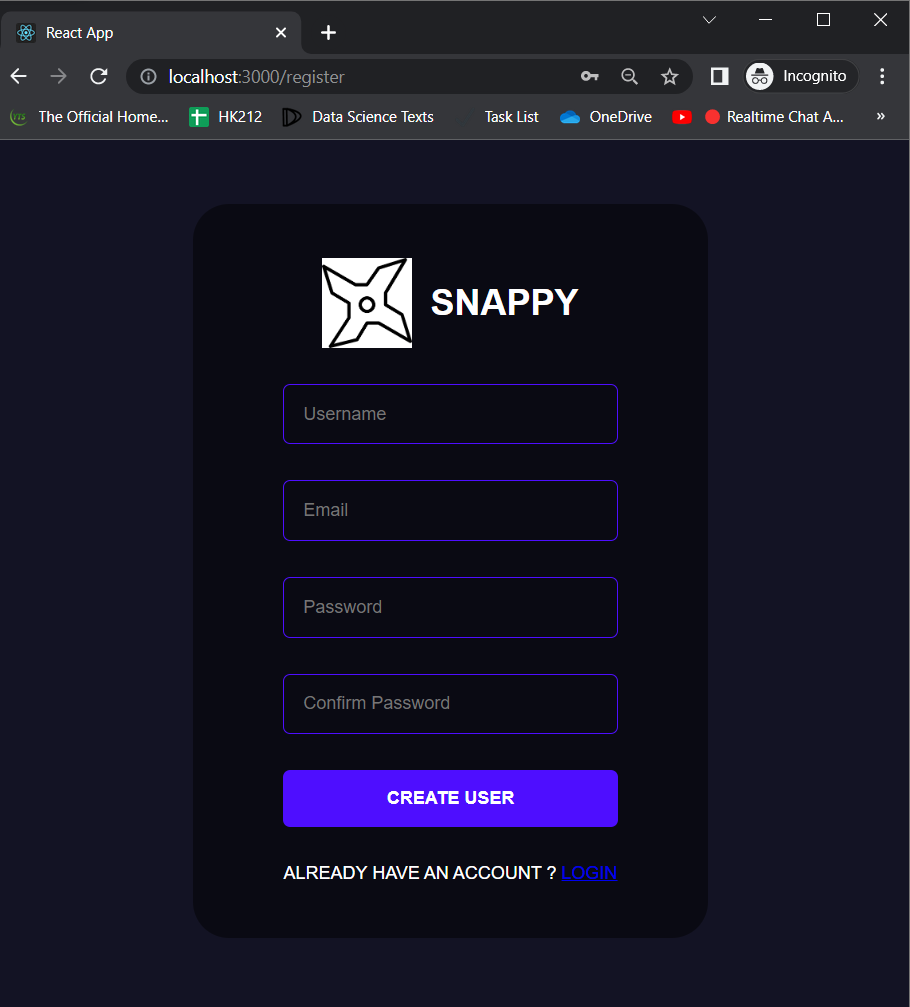 React App
localhost:3000/register
Incognito
The Official Home...
HK212
Data Science Texts
Task List
OneDrive
Realtime Chat A...
»
SNAPPY
Username
Email
Password
Confirm Password
CREATE USER
ALREADY HAVE AN ACCOUNT ? LOGIN